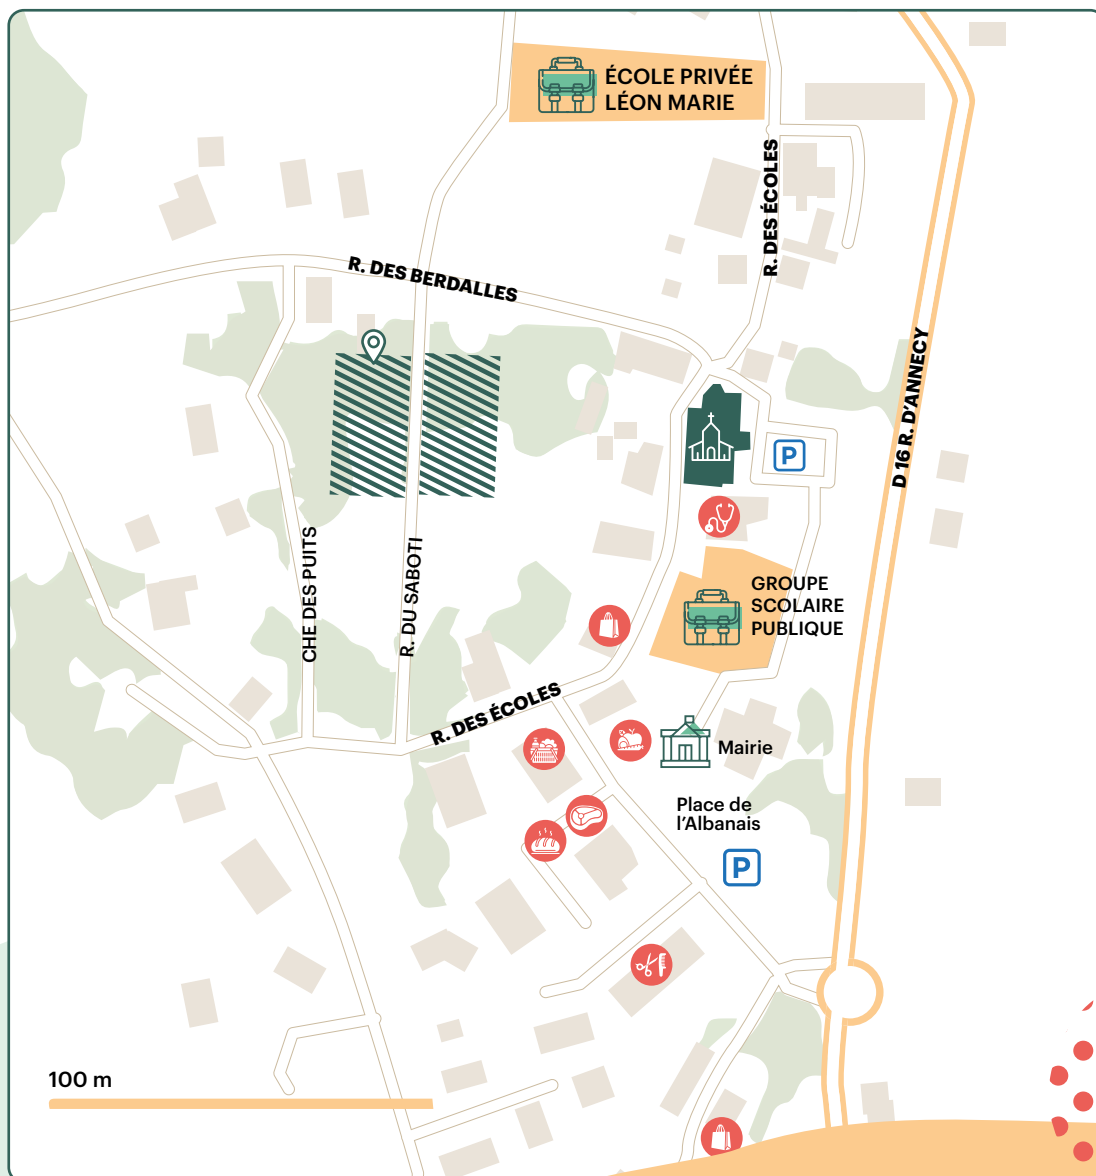 ÉCOLE PRIVÉE
LÉON MARIE
R. DES ÉCOLES
R. DES BERDALLES
D 16 R. D'ANNECY
P
CHE DES PUITS
R. DU SABOTI
GROUPE
SCOLAIRE
PUBLIQUE
R. DES ÉCOLES
Mairie
Place de
l'Albanais
P
100 m